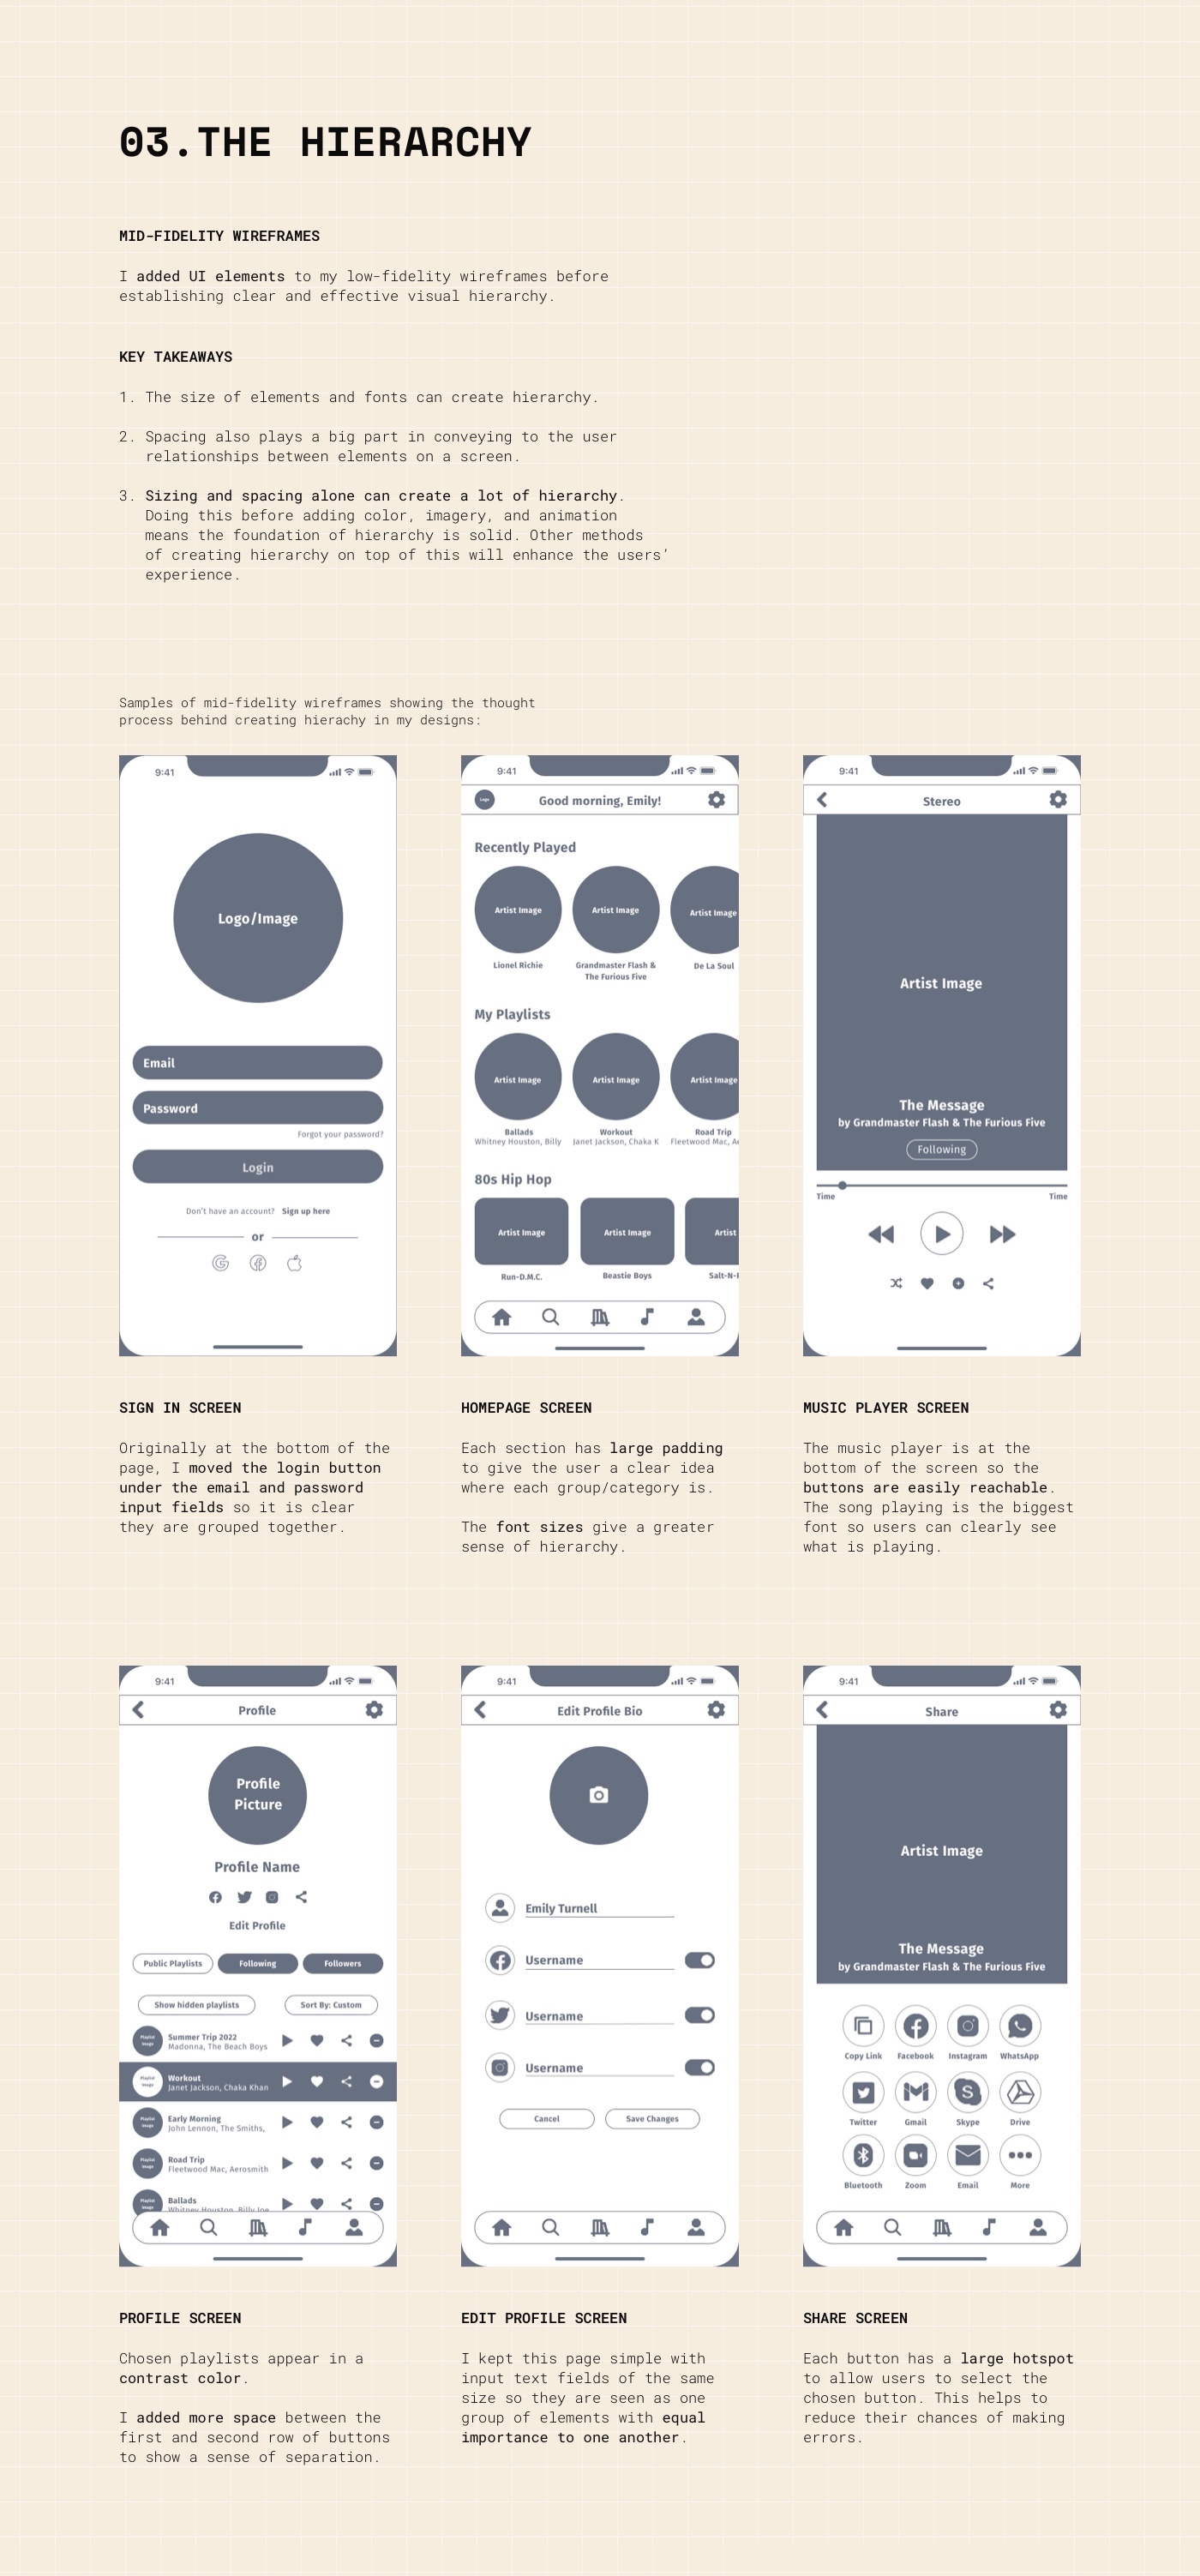 03.THE HIERARCHY
MID-FIDELITY WIREFRAMES
I added UI elements to my low-fidelity wireframes before
establishing clear and effective visual hierarchy.
KEY TAKEAWAYS
1. The size of elements and fonts can create hierarchy.
2. Spacing also plays a big part in conveying to the user
relationships between elements on a screen.
3. Sizing and spacing alone can create a lot of hierarchy.
Doing this before adding color, imagery, and animation
means the foundation of hierarchy is solid. Other methods
of creating hierarchy on top of this will enhance the users’
experience.
Samples of mid-fidelity wireframes showing the thought
process behind creating hierachy in my designs:
9:41
Logo/Image
Email
Password
Forgot your password?
Login
Don't have an account? Sign up here
or
9:41
Logo
Good morning, Emily!
Recently Played
Artist Image Artist Image Artist Image
Lionel Richie Grandmaster Flash & De La Soul
The Furious Five
My Playlists
Artist Image Artist Image Artist Image
Ballads Workout Road Trip
Whitney Houston, Billy Janet Jackson, Chaka K Fleetwood Mac, Ae
80s Hip Hop
Artist Image Artist Image Artist
Run-D.M.C. Beastie Boys Salt-N-
9:41
Stereo
Artist Image
The Message
by Grandmaster Flash & The Furious Five
Following
Time Time
SIGN IN SCREEN
Originally at the bottom of the
page, I moved the login button
under the email and password
input fields so it is clear
they are grouped together.
HOMEPAGE SCREEN
Each section has large padding
to give the user a clear idea
where each group/category is.
The font sizes give a greater
sense of hierarchy.
MUSIC PLAYER SCREEN
The music player is at the
bottom of the screen so the
buttons are easily reachable.
The song playing is the biggest
font so users can clearly see
what is playing.
9:41
Profile
Profile
Picture
Profile Name
Edit Profile
Public Playlists Following Followers
Show hidden playlists Sort By: Custom
Playlist
Image
Summer Trip 2022
Madonna, The Beach Boys
Playlist
Image
Workout
Janet Jackson, Chaka Khan
Playlist
Image
Early Morning
John Lennon, The Smiths,
Playlist
Image
Road Trip
Fleetwood Mac, Aerosmith
Playlist
Image
Ballads
Whitney Houston, Billy Joe
9:41
Edit Profile Bio
Emily Turnell
Username
Username
Username
Cancel Save Changes
9:41
Share
Artist Image
The Message
by Grandmaster Flash & The Furious Five
Copy Link Facebook Instagram WhatsApp
Twitter Gmail Skype Drive
Bluetooth Zoom Email More
PROFILE SCREEN
Chosen playlists appear in a
contrast color.
I added more space between the
first and second row of buttons
to show a sense of separation.
EDIT PROFILE SCREEN
I kept this page simple with
input text fields of the same
size so they are seen as one
group of elements with equal
importance to one another.
SHARE SCREEN
Each button has a large hotspot
to allow users to select the
chosen button. This helps to
reduce their chances of making
errors.